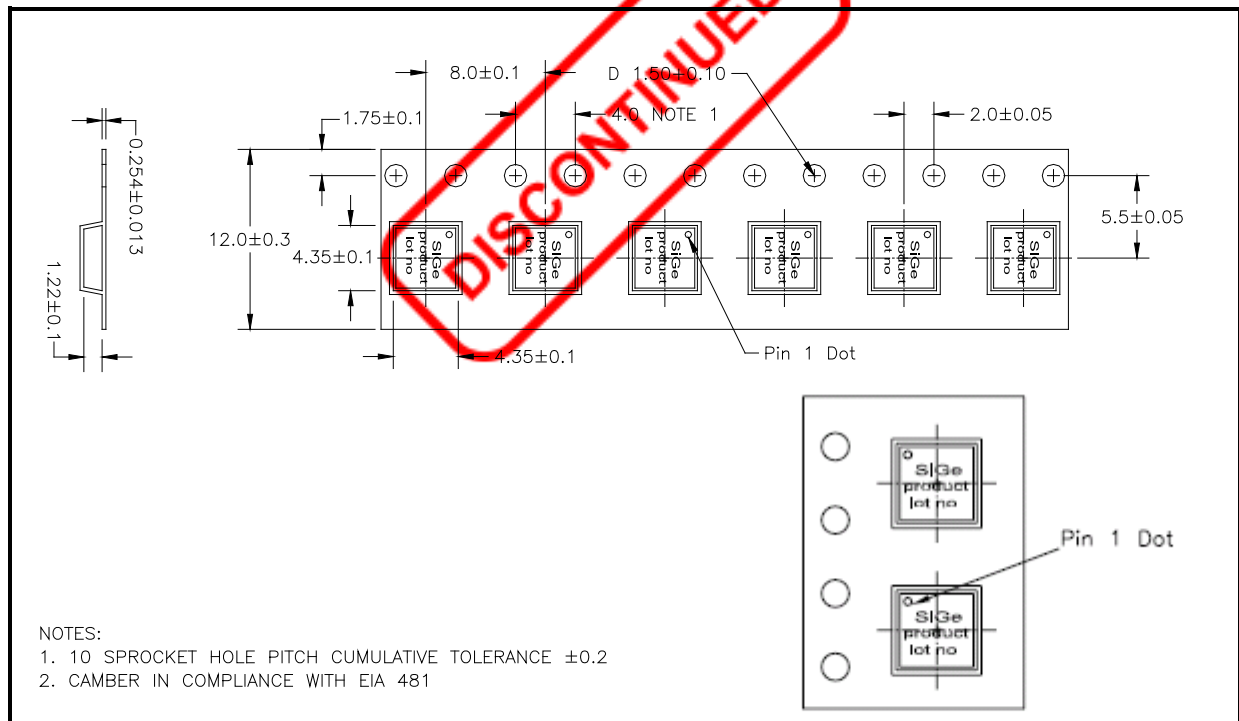 DISCONTINUED
8.0±0.1
D 1.50+0.10
1.75±0.1
4.0 NOTE 1
2.0±0.05
0.254±0.013
12.0±0.3
4.35±0.1
5.5±0.05
1.22±0.1
SIGe
product
lot no
SIGe
product
lot no
SIGe
product
lot no
SIGe
product
lot no
SIGe
product
lot no
SIGe
product
lot no
4.35±0.1
Pin 1 Dot
SIGe
product
lot no
Pin 1 Dot
SIGe
product
lot no
NOTES:
1. 10 SPROCKET HOLE PITCH CUMULATIVE TOLERANCE ±0.2
2. CAMBER IN COMPLIANCE WITH EIA 481